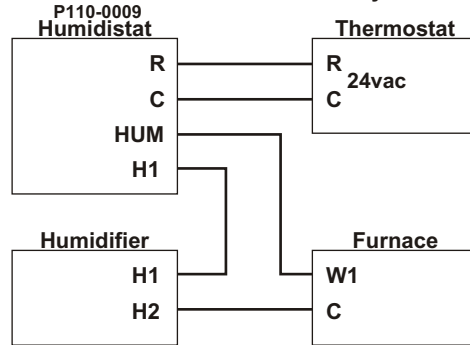 P110-0009
Humidistat
R
C
HUM
H1
Thermostat
R
24vac
C
Humidifier
H1
H2
Furnace
W1
C